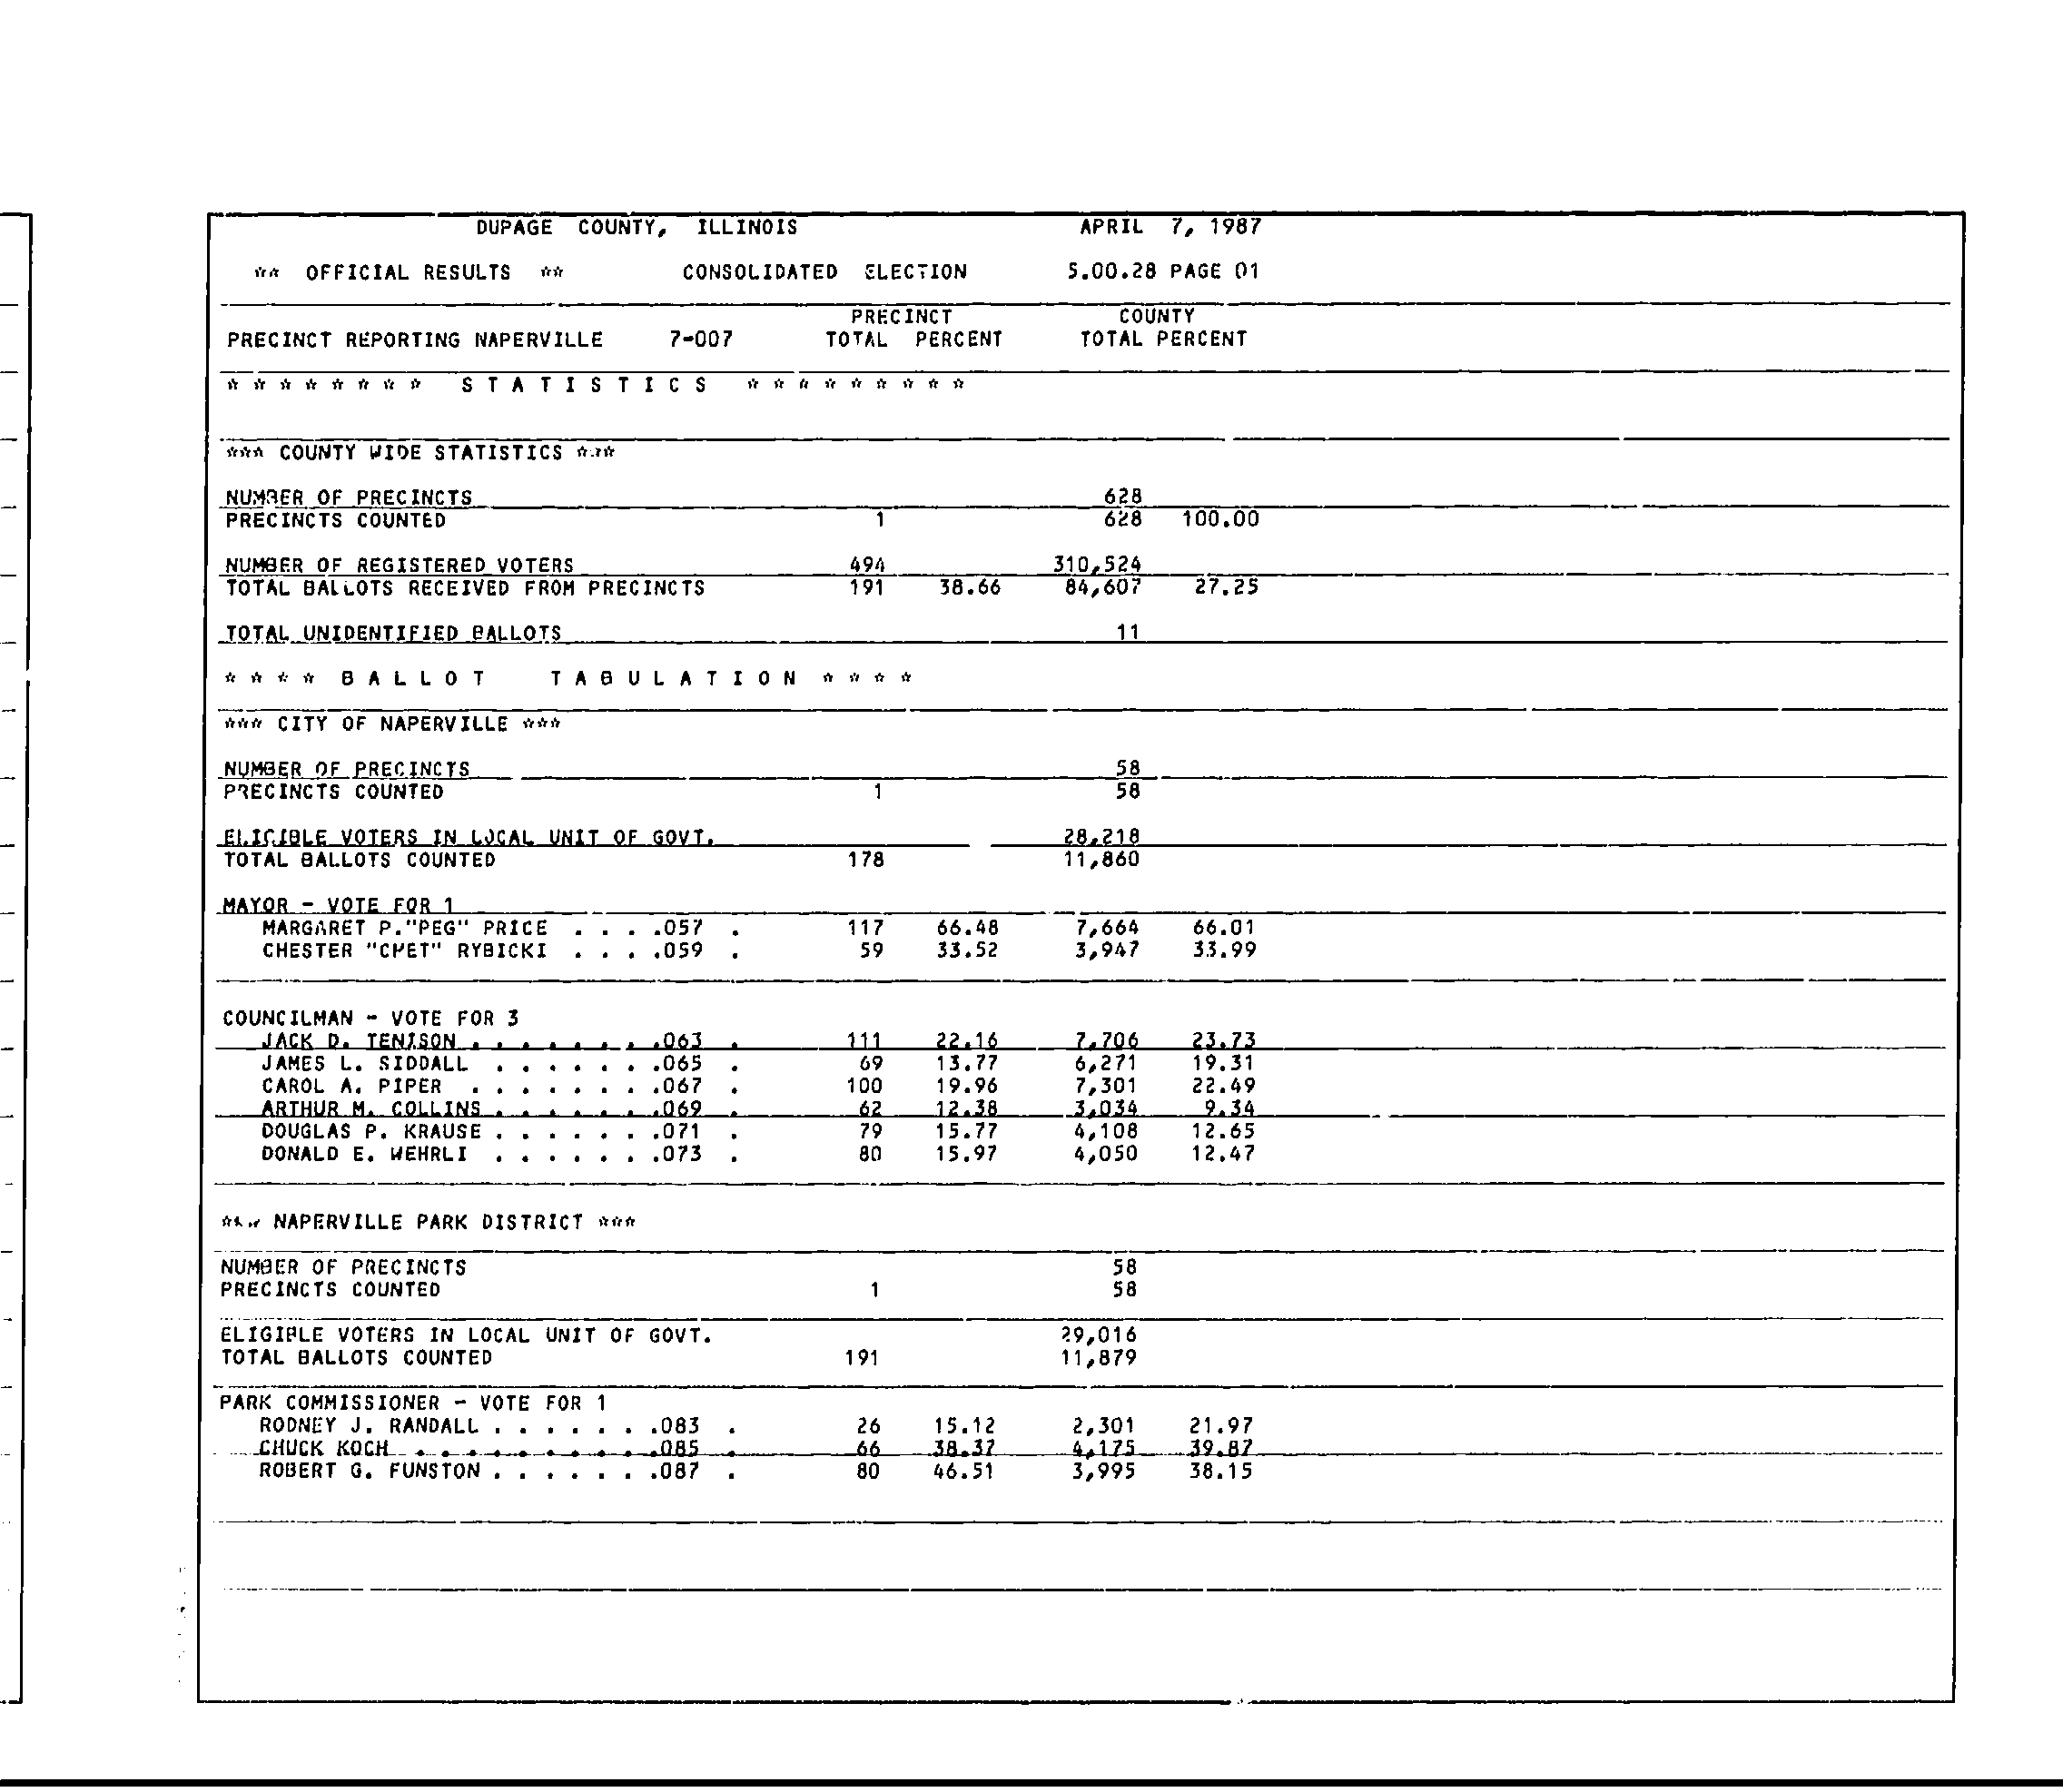 DUPAGE COUNTY, ILLINOIS APRIL 7, 1987
** OFFICIAL RESULTS ** CONSOLIDATED ELECTION 5.00.28 PAGE 01
PRECINCT COUNTY
PRECINCT REPORTING NAPERVILLE 7-007 TOTAL PERCENT TOTAL PERCENT
* * * * * * * * S T A T I S T I C S * * * * * * * * *
*** COUNTY WIDE STATISTICS ***
NUMBER OF PRECINCTS 628
PRECINCTS COUNTED 1 628 100.00
NUMBER OF REGISTERED VOTERS 494 310,524
TOTAL BALLOTS RECEIVED FROM PRECINCTS 191 38.66 84,607 27.25
TOTAL UNIDENTIFIED BALLOTS 11
* * * * B A L L O T T A B U L A T I O N * * * *
*** CITY OF NAPERVILLE ***
NUMBER OF PRECINCTS 58
PRECINCTS COUNTED 1 58
ELIGIBLE VOTERS IN LOCAL UNIT OF GOVT. 28,218
TOTAL BALLOTS COUNTED 178 11,860
MAYOR - VOTE FOR 1
MARGARET P."PEG" PRICE . . . .057 . 117 66.48 7,664 66.01
CHESTER "CHET" RYBICKI . . . .059 . 59 33.52 3,947 33.99
COUNCILMAN - VOTE FOR 3
JACK D. TENISON . . . . . . . .063 . 111 22.16 7,706 23.73
JAMES L. SIDDALL . . . . . . .065 . 69 13.77 6,271 19.31
CAROL A. PIPER . . . . . . . .067 . 100 19.96 7,301 22.49
ARTHUR M. COLLINS . . . . . . .069 . 62 12.38 3,034 9.34
DOUGLAS P. KRAUSE . . . . . . .071 . 79 15.77 4,108 12.65
DONALD E. WEHRLI . . . . . . .073 . 80 15.97 4,050 12.47
*** NAPERVILLE PARK DISTRICT ***
NUMBER OF PRECINCTS 58
PRECINCTS COUNTED 1 58
ELIGIBLE VOTERS IN LOCAL UNIT OF GOVT. 29,016
TOTAL BALLOTS COUNTED 191 11,879
PARK COMMISSIONER - VOTE FOR 1
RODNEY J. RANDALL . . . . . . .083 . 26 15.12 2,301 21.97
CHUCK KOCH . . . . . . . . . .085 . 66 38.37 4,175 39.87
ROBERT G. FUNSTON . . . . . . .087 . 80 46.51 3,995 38.15